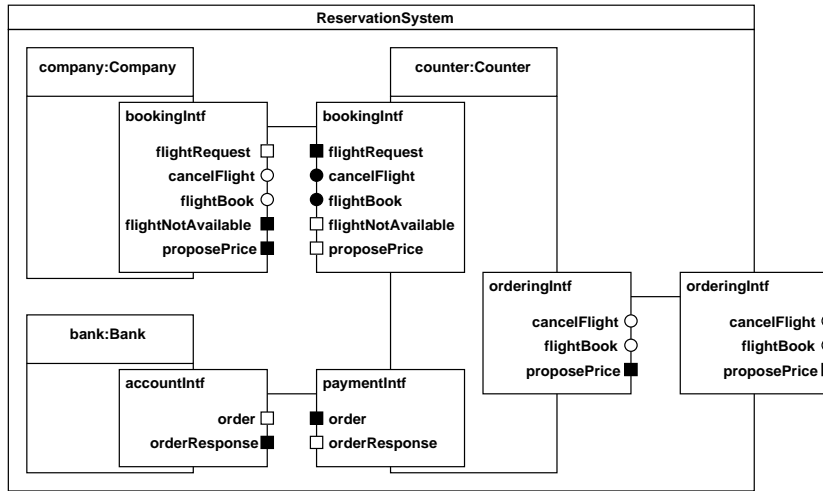 ReservationSystem
company:Company
counter:Counter
bookingIntf
flightRequest
cancelFlight
flightBook
flightNotAvailable
proposePrice
bookingIntf
flightRequest
cancelFlight
flightBook
flightNotAvailable
proposePrice
orderingIntf
cancelFlight
flightBook
proposePrice
orderingIntf
cancelFlight
flightBook
proposePrice
bank:Bank
accountIntf
order
orderResponse
paymentIntf
order
orderResponse